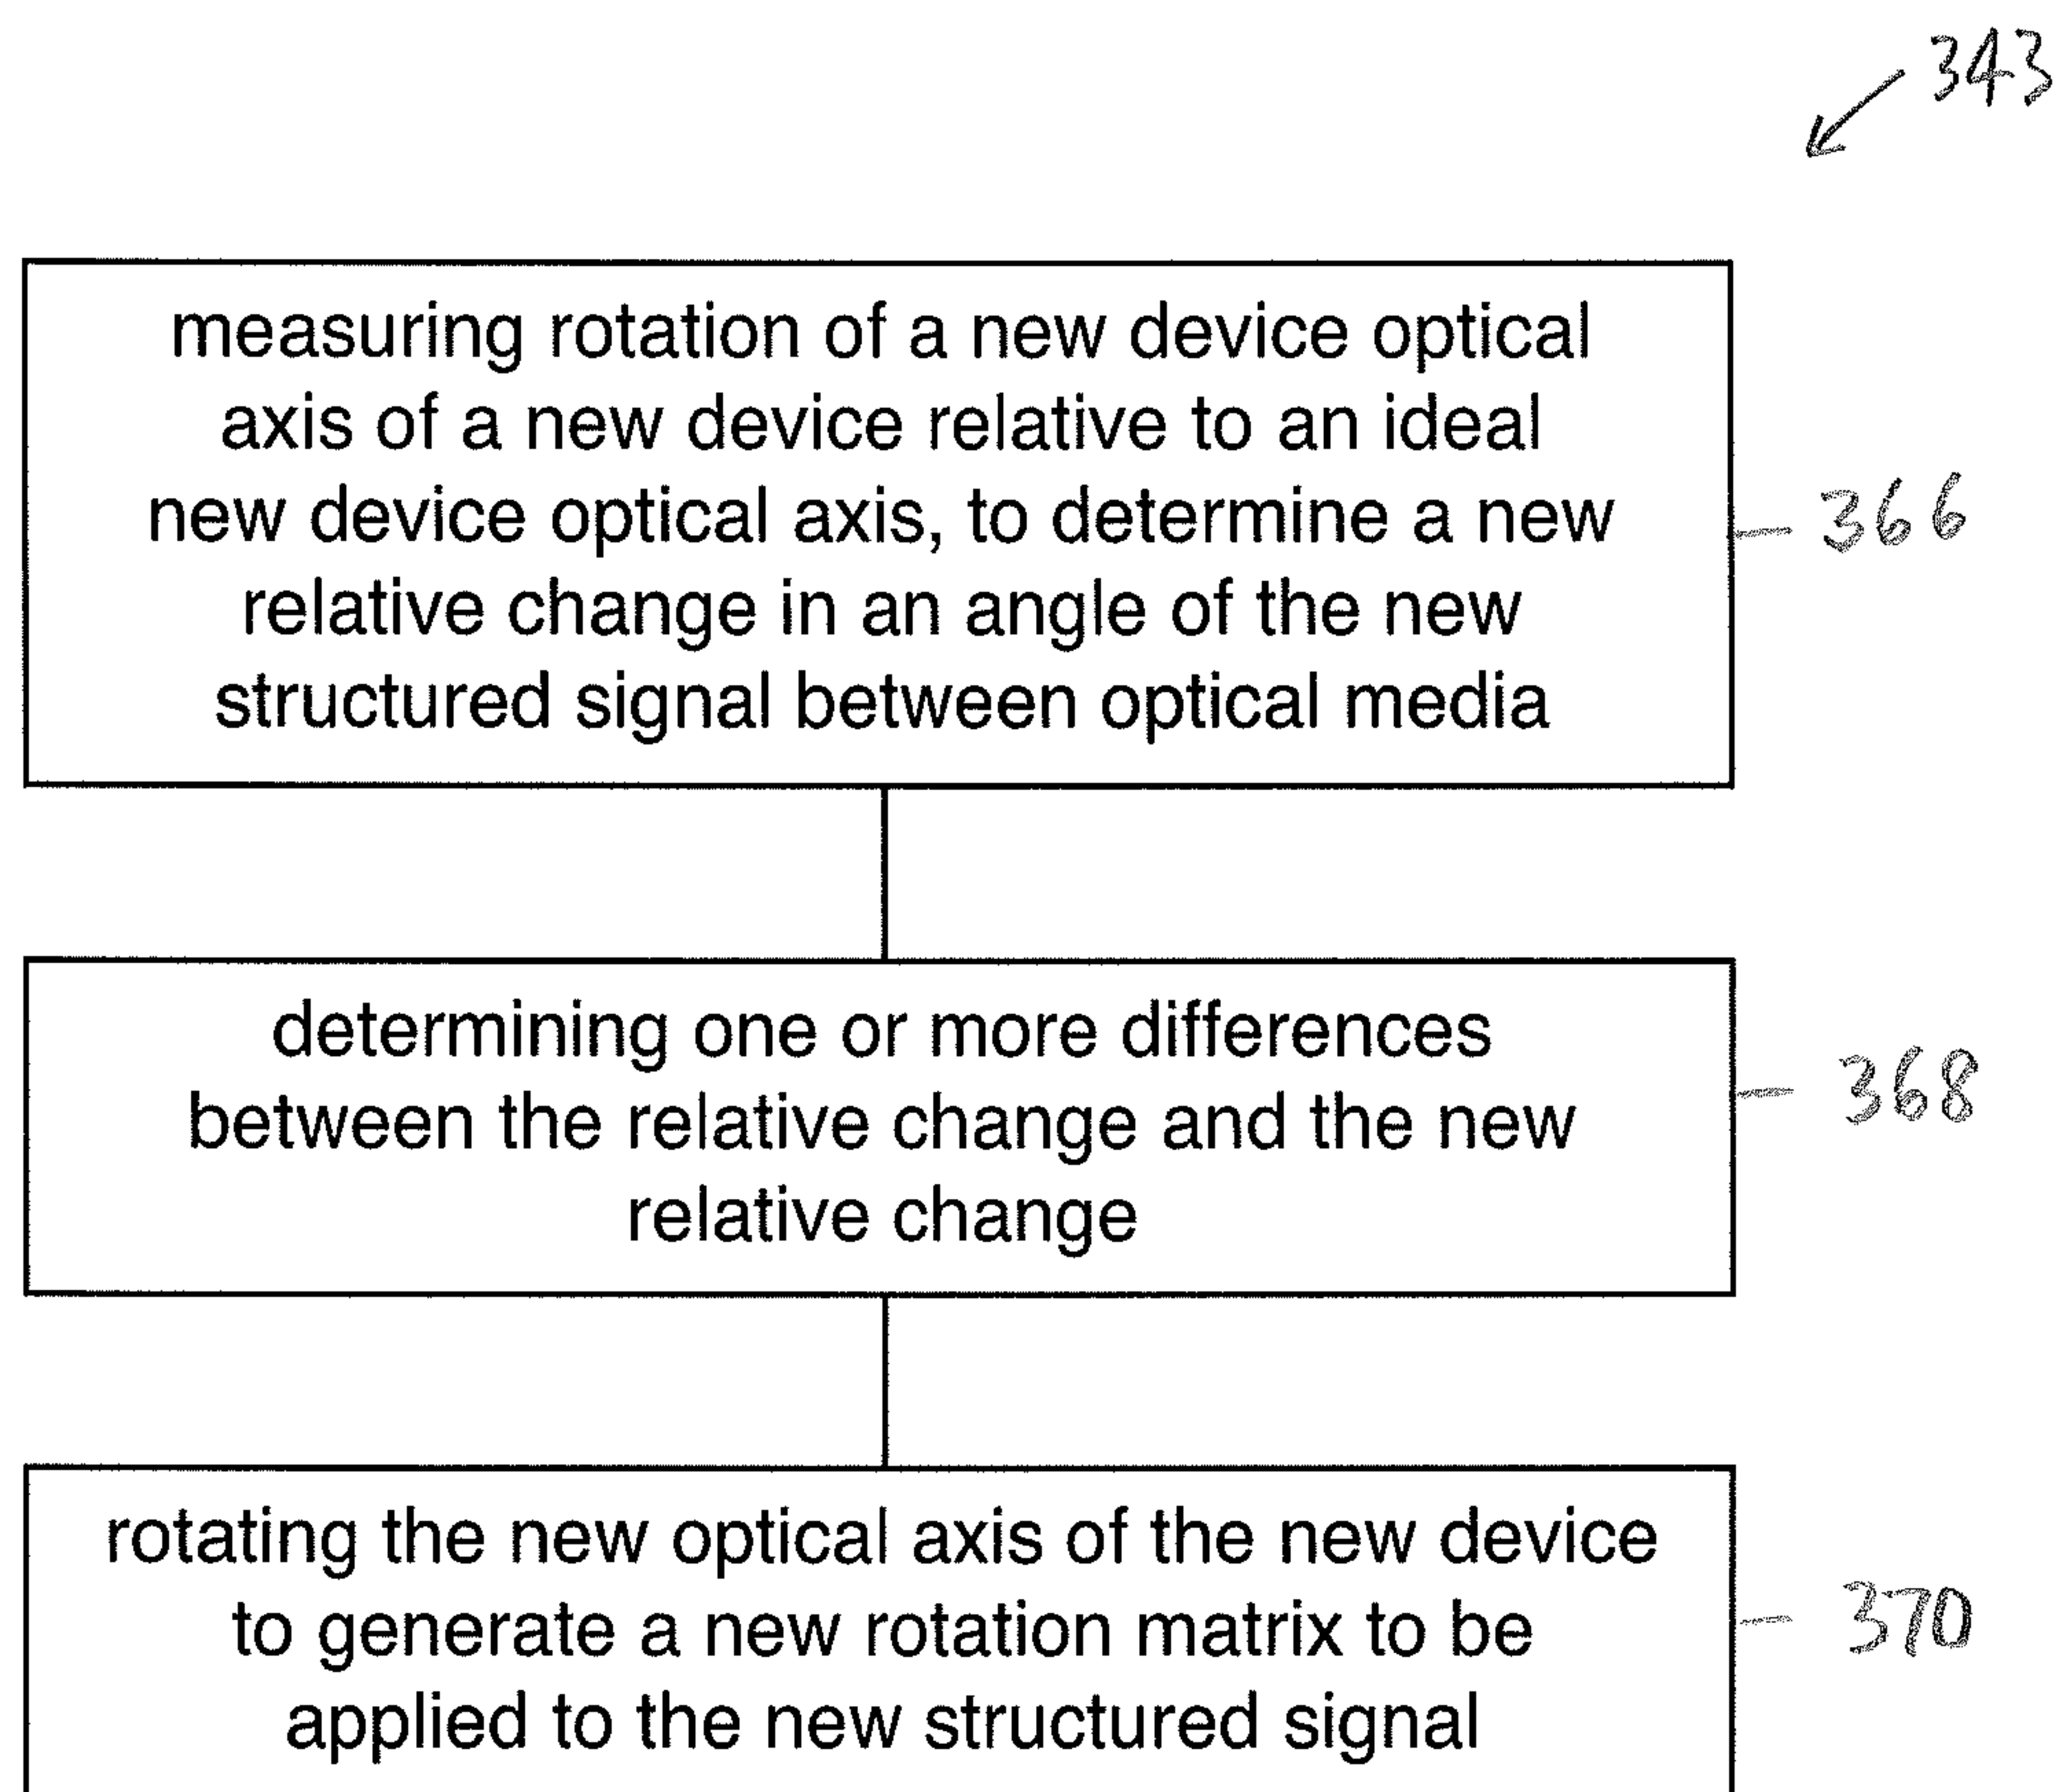 343
measuring rotation of a new device optical
axis of a new device relative to an ideal
new device optical axis, to determine a new
relative change in an angle of the new
structured signal between optical media
366
determining one or more differences
between the relative change and the new
relative change
368
rotating the new optical axis of the new device
to generate a new rotation matrix to be
applied to the new structured signal
370